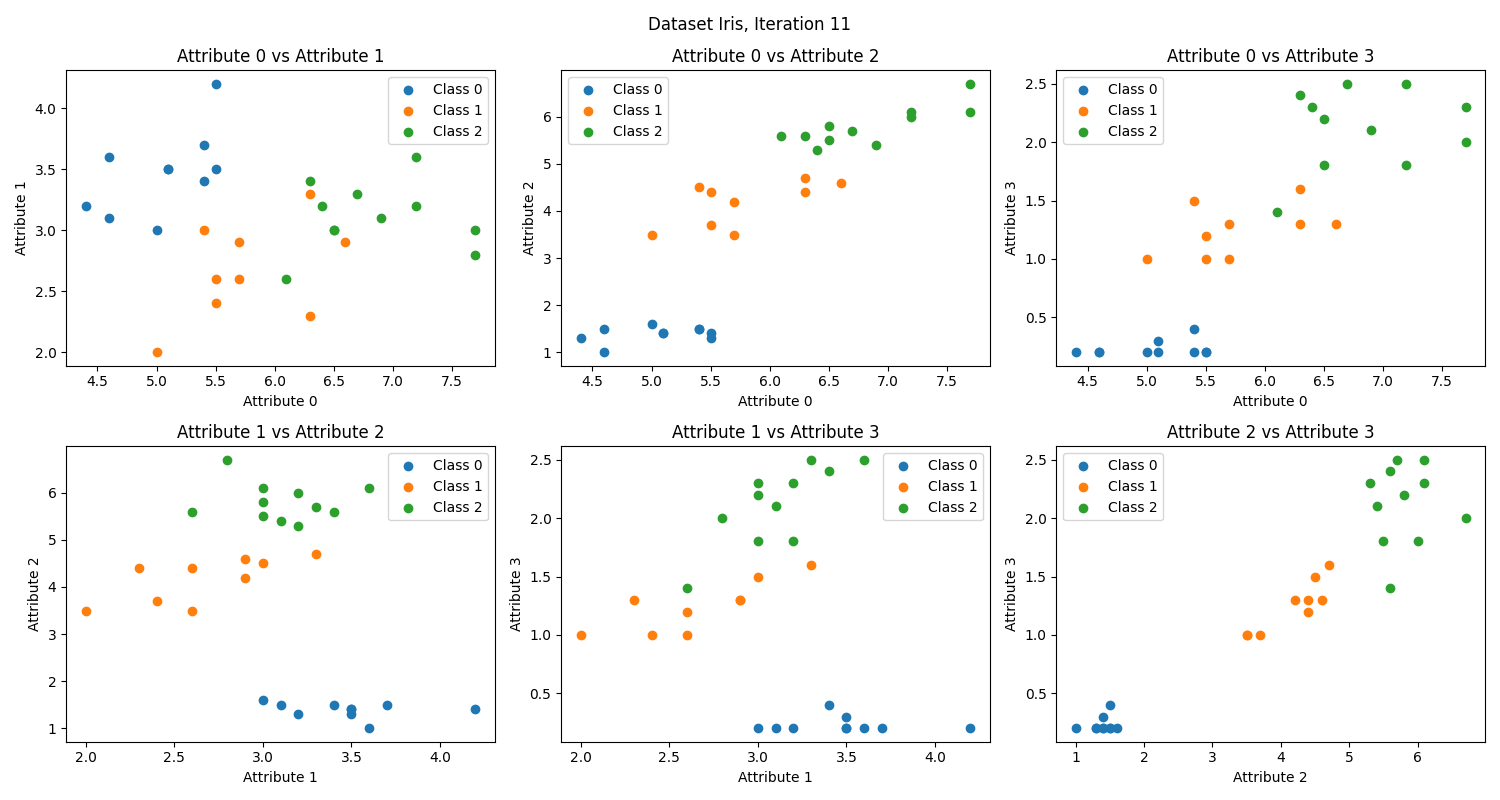 Dataset Iris, Iteration 11
Attribute 0 vs Attribute 1
Attribute 1
4.0
3.5
3.0
2.5
2.0
4.5 5.0 5.5 6.0 6.5 7.0 7.5
Attribute 0
Class 0
Class 1
Class 2
Attribute 0 vs Attribute 2
Attribute 2
6
5
4
3
2
1
4.5 5.0 5.5 6.0 6.5 7.0 7.5
Attribute 0
Class 0
Class 1
Class 2
Attribute 0 vs Attribute 3
Attribute 3
2.5
2.0
1.5
1.0
0.5
4.5 5.0 5.5 6.0 6.5 7.0 7.5
Attribute 0
Class 0
Class 1
Class 2
Attribute 1 vs Attribute 2
Attribute 2
6
5
4
3
2
1
2.0 2.5 3.0 3.5 4.0
Attribute 1
Class 0
Class 1
Class 2
Attribute 1 vs Attribute 3
Attribute 3
2.5
2.0
1.5
1.0
0.5
2.0 2.5 3.0 3.5 4.0
Attribute 1
Class 0
Class 1
Class 2
Attribute 2 vs Attribute 3
Attribute 3
2.5
2.0
1.5
1.0
0.5
1 2 3 4 5 6
Attribute 2
Class 0
Class 1
Class 2